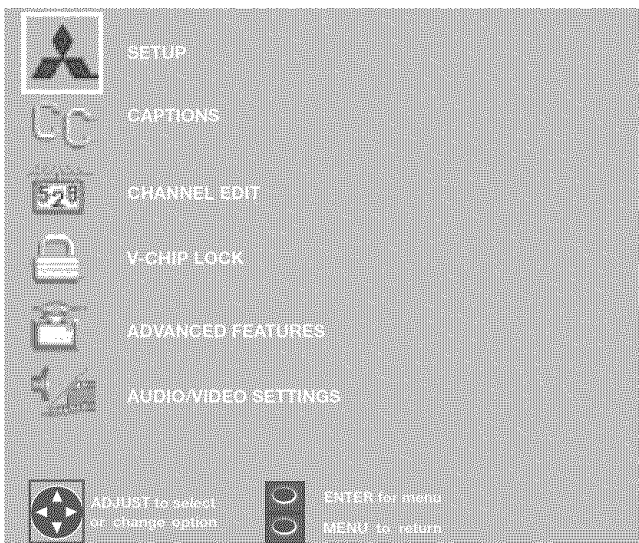 SETUP
CC
CAPTIONS
CHANNEL EDIT
V-CHIP LOCK
ADVANCED FEATURES
AUDIO/VIDEO SETTINGS
ADJUST to select
or change option
ENTER for menu
MENU to return